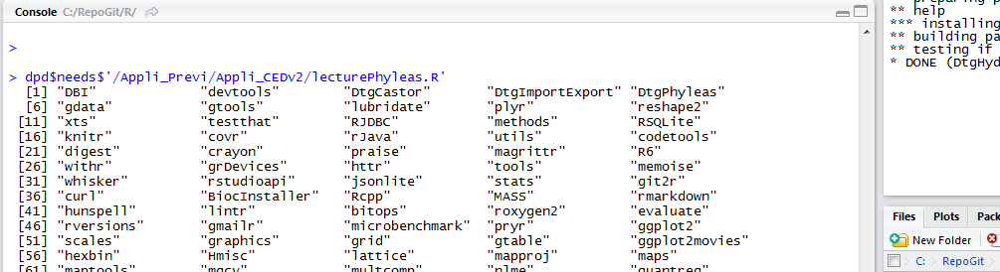 Console C:/RepoGit/R/
>
> dpd$needs$'/Appli_Previ/Appli_CEDv2/lecturePhyleas.R'
[1] "DBI" "devtools" "DtgCastor" "DtgImportExport" "DtgPhyleas"
[6] "gdata" "gtools" "lubridate" "plyr" "reshape2"
[11] "xts" "testthat" "RJDBC" "methods" "RSQLite"
[16] "knitr" "covr" "rJava" "utils" "codetools"
[21] "digest" "crayon" "praise" "magrittr" "R6"
[26] "withr" "grDevices" "httr" "tools" "memoise"
[31] "whisker" "rstudioapi" "jsonlite" "stats" "git2r"
[36] "curl" "BiocInstaller" "Rcpp" "MASS" "rmarkdown"
[41] "hunspell" "lintr" "bitops" "roxygen2" "evaluate"
[46] "rversions" "gmailr" "microbenchmark" "pryr" "ggplot2"
[51] "scales" "graphics" "grid" "gtable" "ggplot2movies"
[56] "hexbin" "Hmisc" "lattice" "mapproj" "maps"
[61] "maptools" "mgcv" "multcomp" "nlme" "quantreg"
** help
*** installing
** building pa
** testing if
* DONE (DtgHyd
Files Plots Pack
New Folder
C: RepoGit